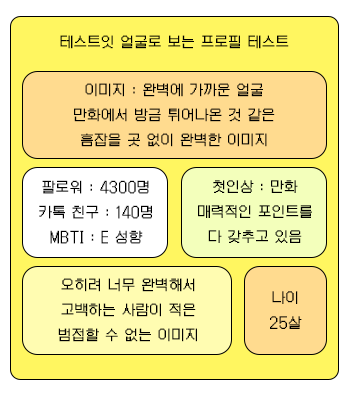 테스트잇 얼굴로 보는 프로필 테스트
이미지 : 완벽에 가까운 얼굴
만화에서 방금 튀어나온 것 같은
흠잡을 곳 없이 완벽한 이미지
팔로워 : 4300명
카톡 친구 : 140명
MBTI : E 성향
첫인상 : 만화
매력적인 포인트를
다 갖추고 있음
오히려 너무 완벽해서
고백하는 사람이 적은
범접할 수 없는 이미지
나이
25살